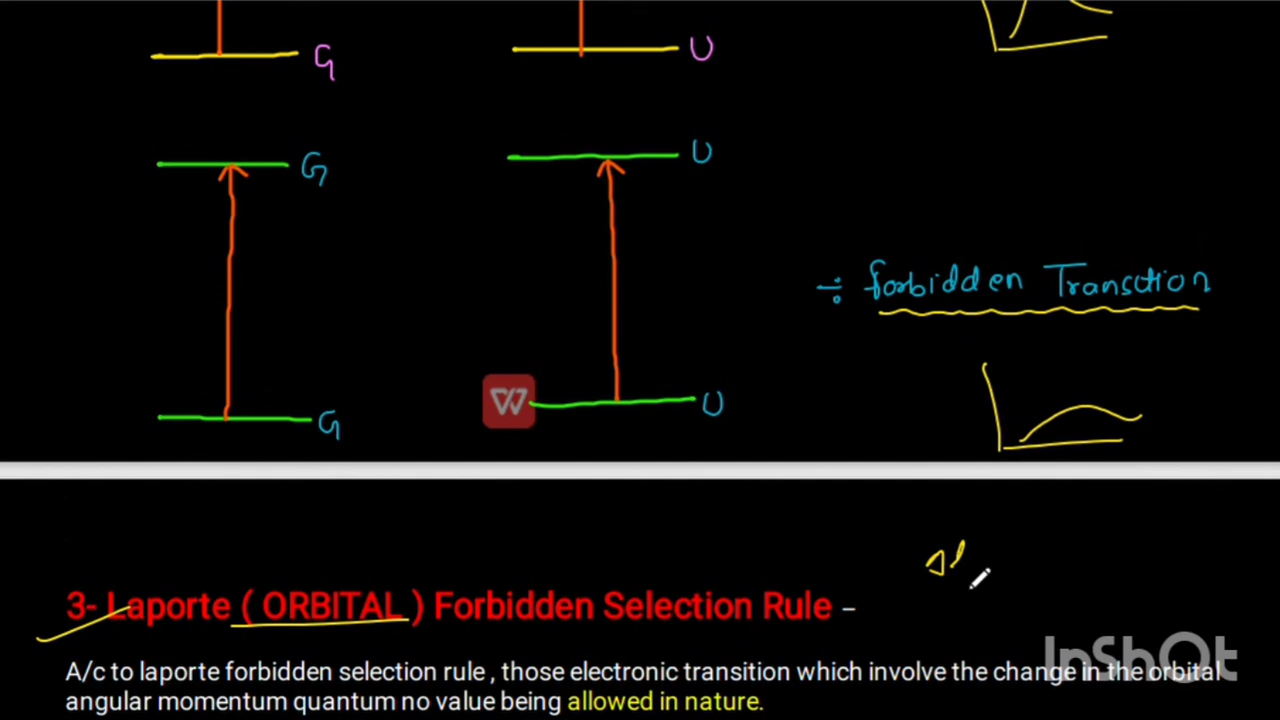 G U
G U
÷ forbidden Transition
G U
Δl
3- Laporte ( ORBITAL ) Forbidden Selection Rule –
A/c to laporte forbidden selection rule , those electronic transition which involve the change in the orbital
angular momentum quantum no value being allowed in nature.
InShOt